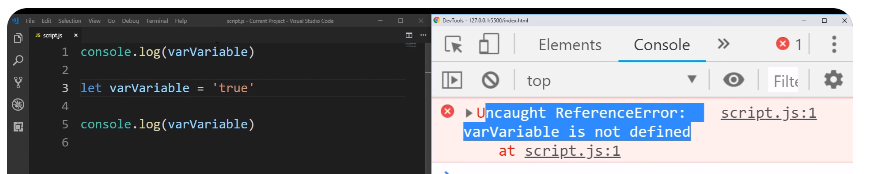 File Edit Selection View Go Debug Terminal Help
script.js - Current Project - Visual Studio Code
JS script.js ×
1 console.log(varVariable)
2
3 let varVariable = 'true'
4
5 console.log(varVariable)
6
DevTools - 127.0.0.1:5500/index.html
Elements Console » 1
top Filte
Uncaught ReferenceError: script.js:1
varVariable is not defined
at script.js:1